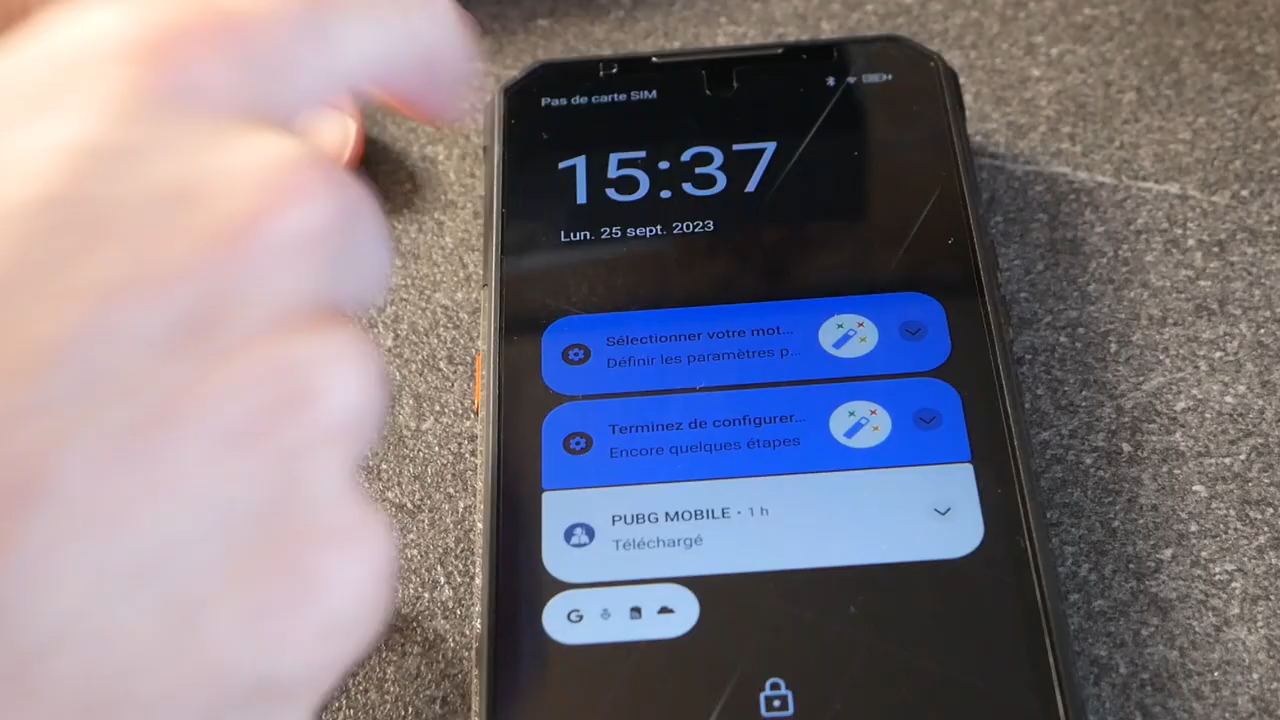 Pas de carte SIM
15:37
Lun. 25 sept. 2023
Sélectionner votre mot...
Définir les paramètres p...
Terminez de configurer...
Encore quelques étapes
PUBG MOBILE • 1 h
Téléchargé
G